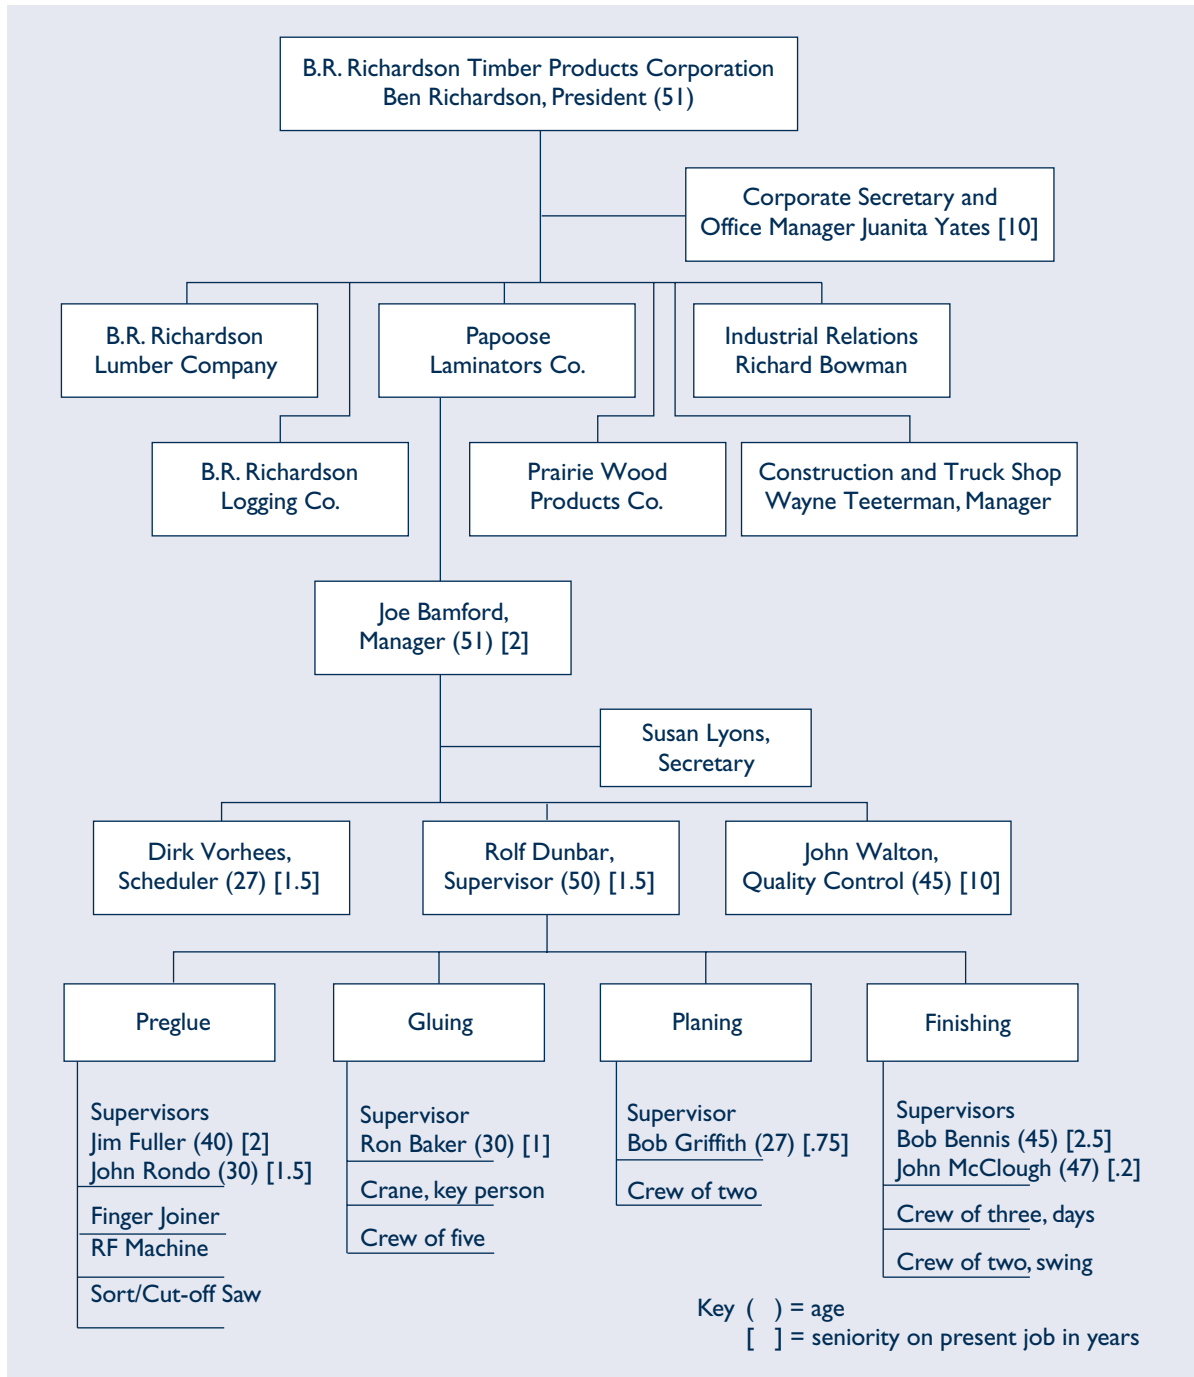 B.R. Richardson Timber Products Corporation
Ben Richardson, President (51)
Corporate Secretary and
Office Manager Juanita Yates [10]
B.R. Richardson
Lumber Company
Papoose
Laminators Co.
Industrial Relations
Richard Bowman
B.R. Richardson
Logging Co.
Prairie Wood
Products Co.
Construction and Truck Shop
Wayne Teeterman, Manager
Joe Bamford,
Manager (51) [2]
Susan Lyons,
Secretary
Dirk Vorhees,
Scheduler (27) [1.5]
Rolf Dunbar,
Supervisor (50) [1.5]
John Walton,
Quality Control (45) [10]
Preglue
Gluing
Planing
Finishing
Supervisors
Jim Fuller (40) [2]
John Rondo (30) [1.5]
Finger Joiner
RF Machine
Sort/Cut-off Saw
Supervisor
Ron Baker (30) [1]
Crane, key person
Crew of five
Supervisor
Bob Griffith (27) [.75]
Crew of two
Supervisors
Bob Bennis (45) [2.5]
John McClough (47) [.2]
Crew of three, days
Crew of two, swing
Key ( ) = age
[ ] = seniority on present job in years